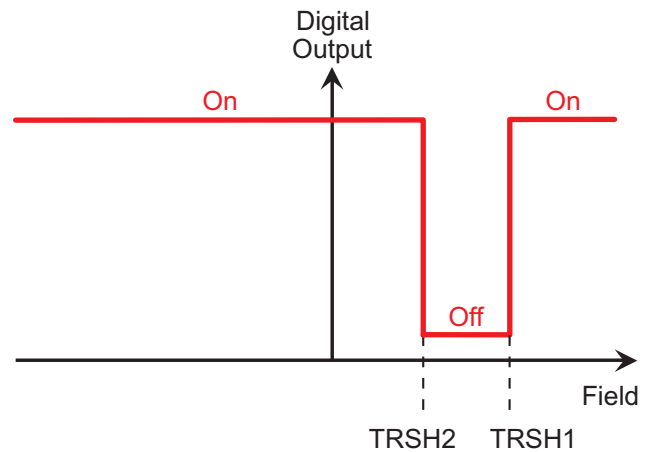 Digital
Output
On
On
Off
Field
TRSH2
TRSH1